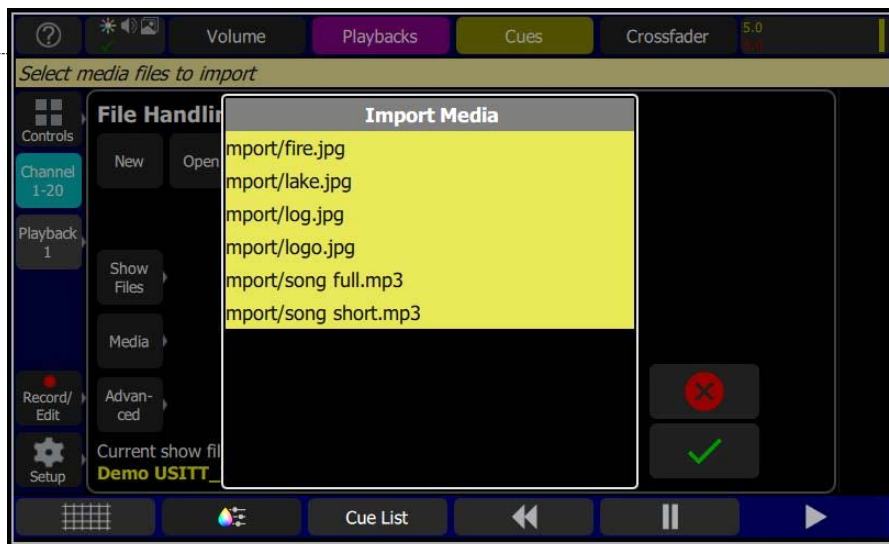 ?
Volume
Playbacks
Cues
Crossfader
5.0
5.0
Select media files to import
Controls
Channel
1-20
Playback
1
Record/
Edit
Setup
File Handlin
New
Open
Show
Files
Media
Advan-
ced
Current show fil
Demo USITT_
Import Media
mport/fire.jpg
mport/lake.jpg
mport/log.jpg
mport/logo.jpg
mport/song full.mp3
mport/song short.mp3
Cue List